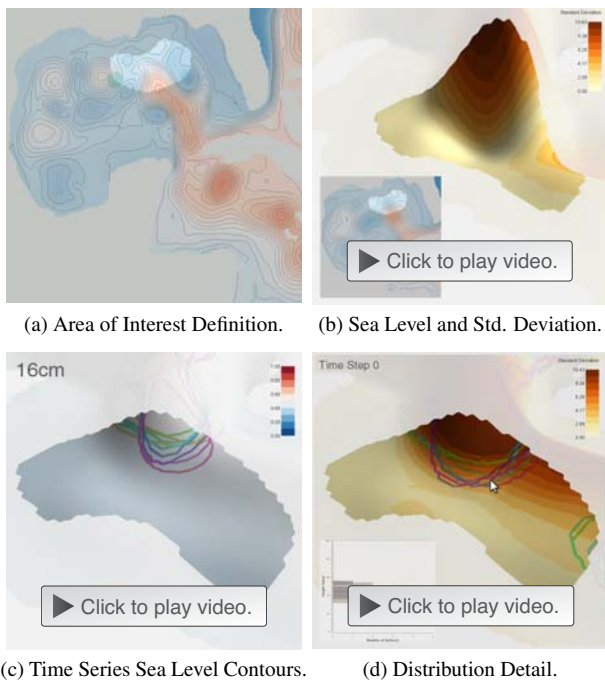 Standard Deviation
Click to play video.
(a) Area of Interest Definition.
(b) Sea Level and Std. Deviation.
16cm
Click to play video.
Time Step 0
Standard Deviation
Click to play video.
(c) Time Series Sea Level Contours.
(d) Distribution Detail.